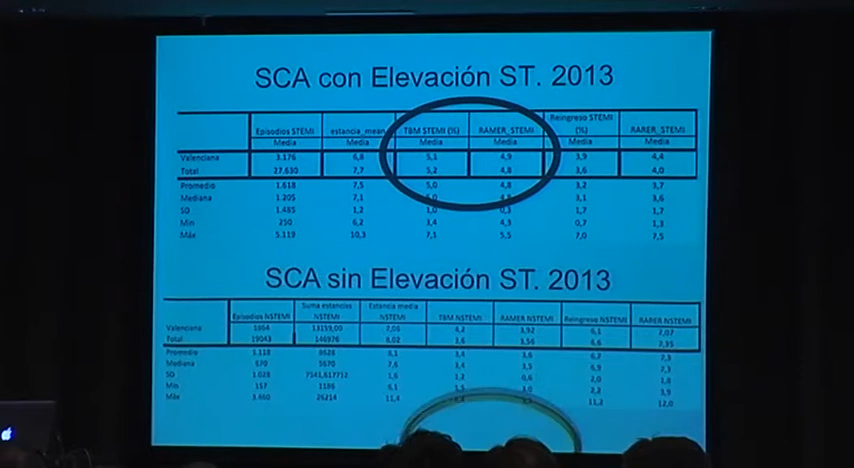 SCA con Elevación ST. 2013
Episodios STEMI estancia_mean TBM STEMI (%) RAMER_STEMI Reingreso STEMI (%) RARER_STEMI
Media Media Media Media Media Media
Valenciana 3.176 6,8 5,1 4,9 3,9 4,4
Total 27.630 7,7 5,2 4,8 3,6 4,0
Promedio 1.618 7,5 5,0 4,8 3,2 3,7
Mediana 1.205 7,1 3,1 3,6
SD 1.485 1,2 1,0 0,3 1,7 1,7
Min 250 6,2 3,4 4,3 0,7 1,3
Máx 5.119 10,3 7,1 5,5 7,0 7,5
SCA sin Elevación ST. 2013
Episodios NSTEMI Suma estancias NSTEMI Estancia media NSTEMI TBM NSTEMI RAMER NSTEMI Reingreso NSTEMI RARER NSTEMI
Valenciana 13159,00 7,06 4,2 3,92 6,1 7,07
Total 19043 146976 3,6 3,56 6,6 7,35
Promedio 1.118 8628 8,1 3,4 3,6 6,7 7,3
Mediana 670 5670 7,6 3,4 3,5 6,9 7,3
SD 1.028 7541,617712 1,6 1,2 0,6 2,0 1,8
Min 157 1186 6,1 2,2 3,9
Máx 3.660 26214 11,4 11,2 12,0